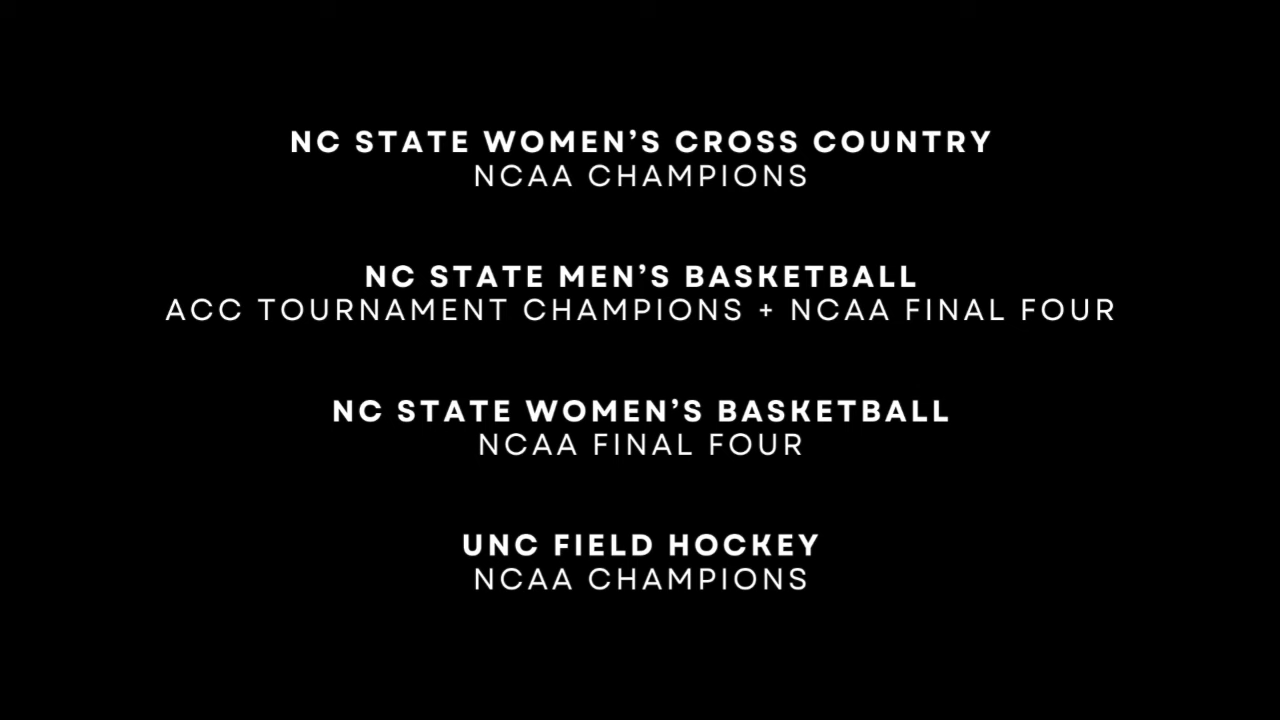 NC STATE WOMEN’S CROSS COUNTRY
NCAA CHAMPIONS
NC STATE MEN’S BASKETBALL
ACC TOURNAMENT CHAMPIONS + NCAA FINAL FOUR
NC STATE WOMEN’S BASKETBALL
NCAA FINAL FOUR
UNC FIELD HOCKEY
NCAA CHAMPIONS